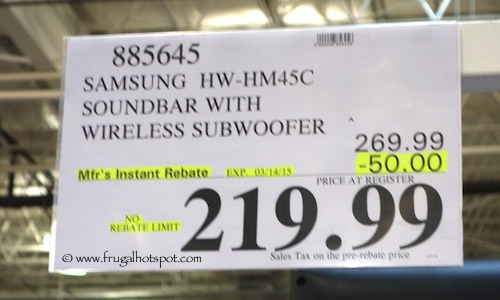 885645
SAMSUNG HW-HM45C
SOUNDBAR WITH
WIRELESS SUBWOOFER
269.99
-50.00
Mfr's Instant Rebate EXP. 03/14/15
PRICE AT REGISTER
NO
REBATE LIMIT
219.99
Sales Tax on the pre-rebate price
© www.frugalhotspot.com